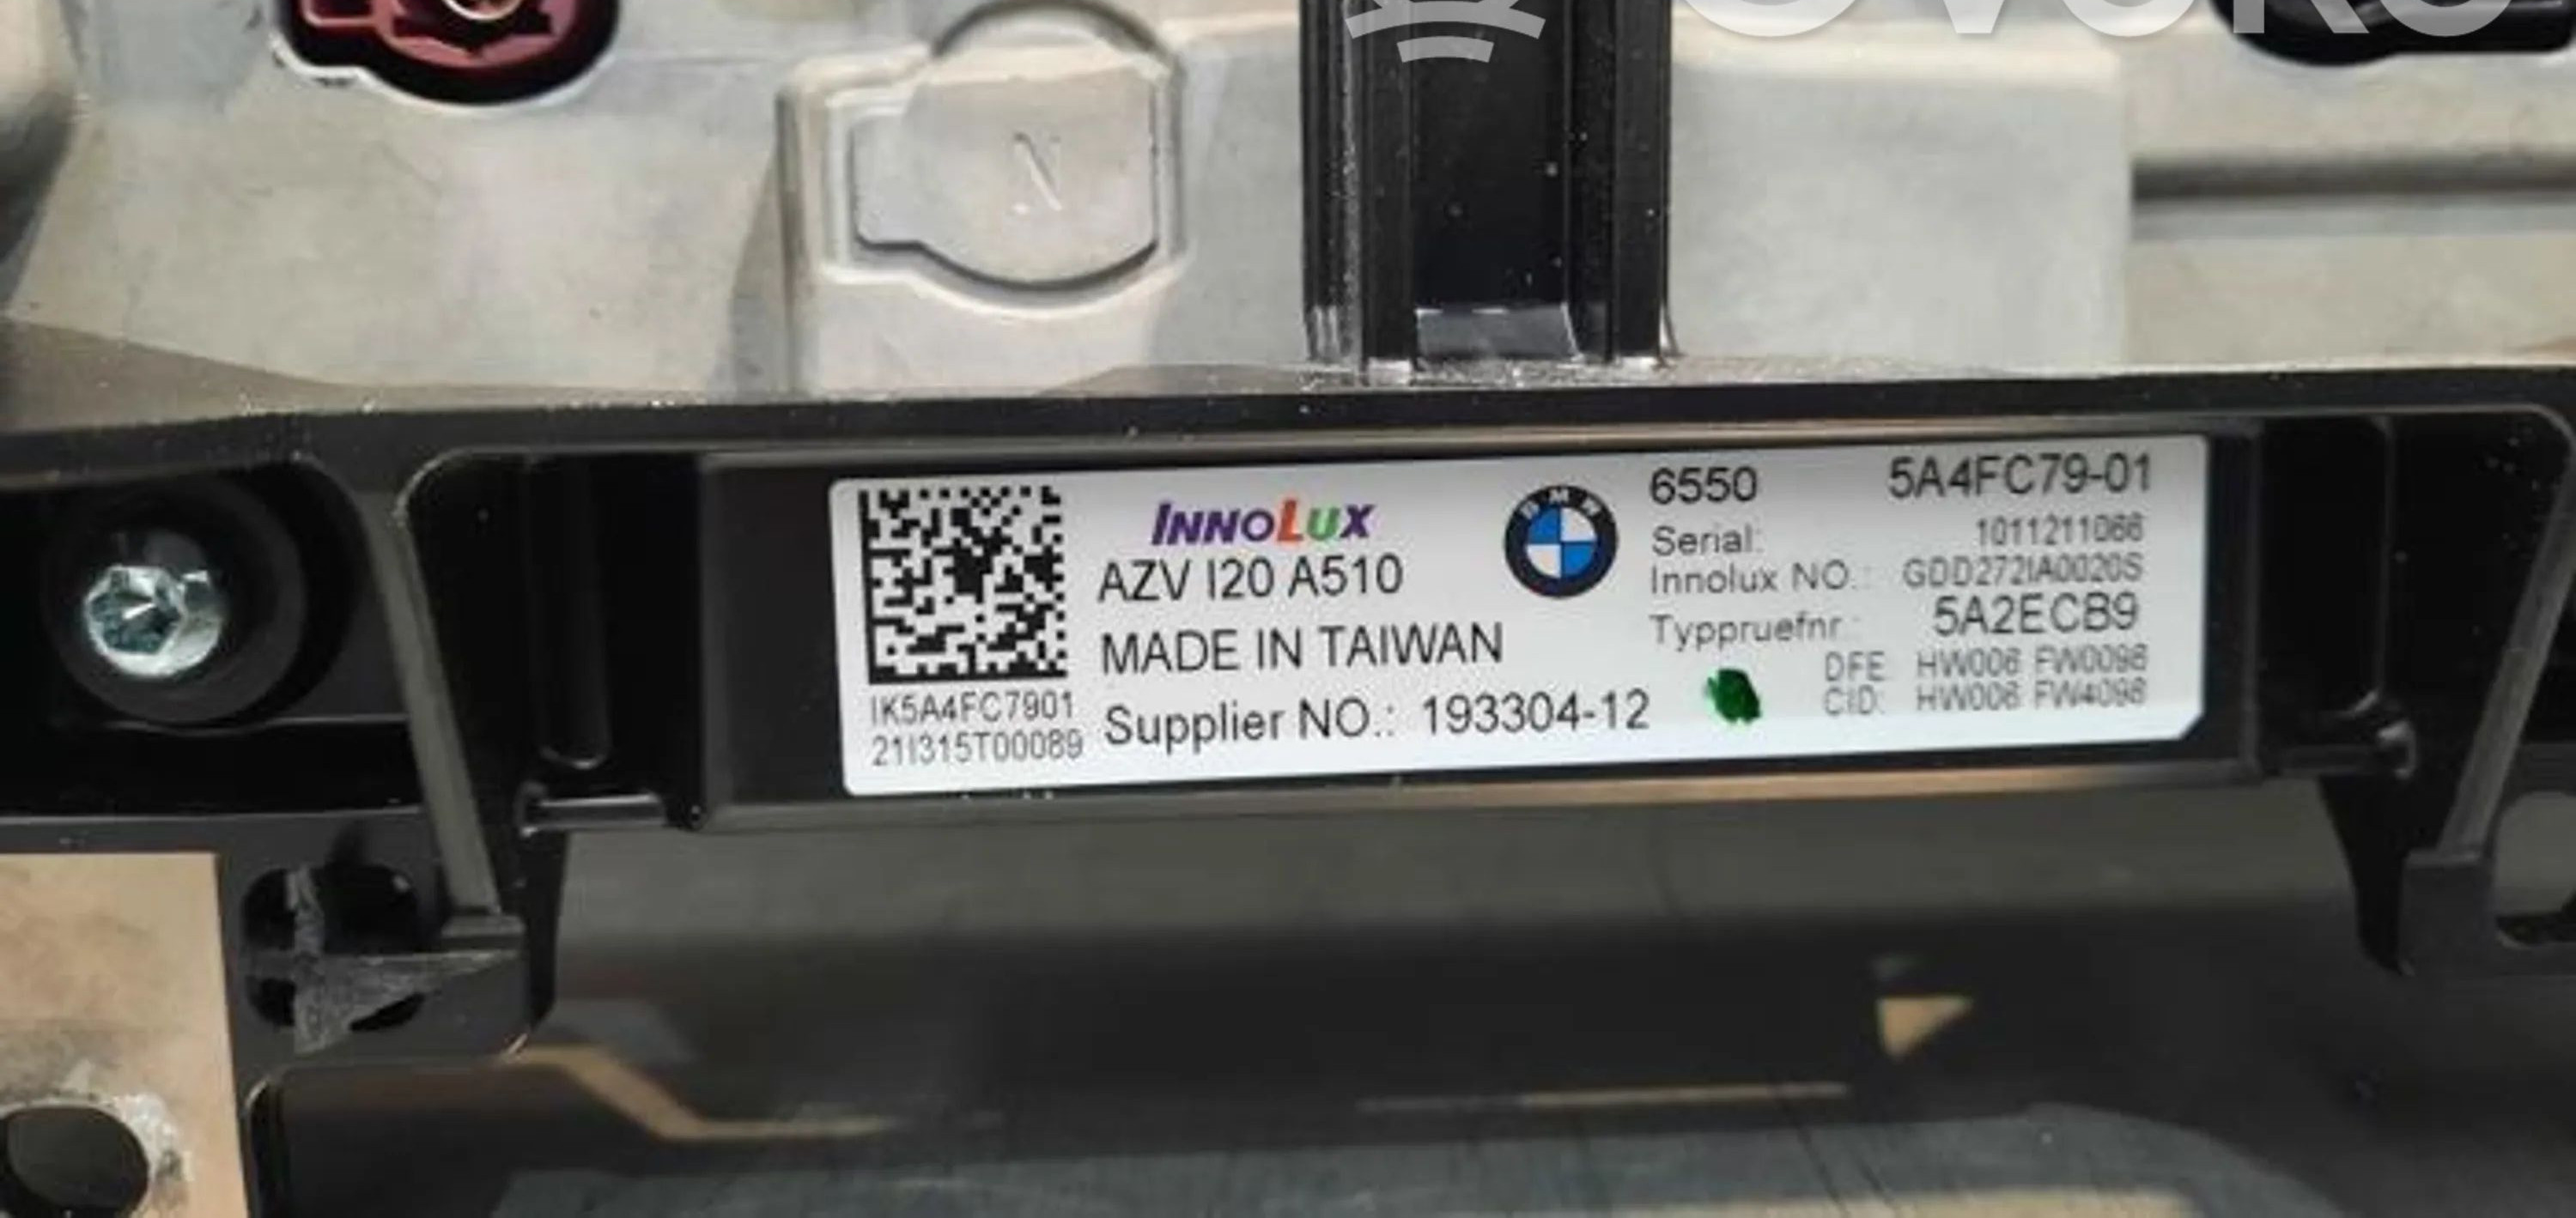 N
IK5A4FC7901
21I315T00089
INNOLUX
AZV I20 A510
MADE IN TAIWAN
Supplier NO.: 193304-12
BMW
6550 5A4FC79-01
Serial: 1011211066
Innolux NO.: GDD272IA0020S
Typpruefnr.: 5A2ECB9
DFE: HW006 FW0098
CID: HW006 FW4098